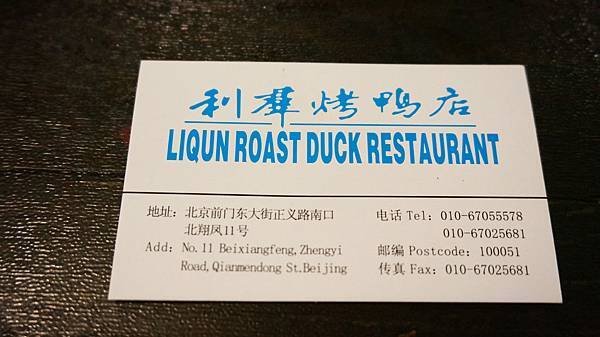 利羣烤鸭店
LIQUN ROAST DUCK RESTAURANT
地址：北京前门东大街正义路南口
北翔凤11号
Add：No.11 Beixiangfeng,Zhengyi
Road,Qianmendong St.Beijing
电话 Tel：010-67055578
010-67025681
邮编 Postcode：100051
传真 Fax：010-67025681